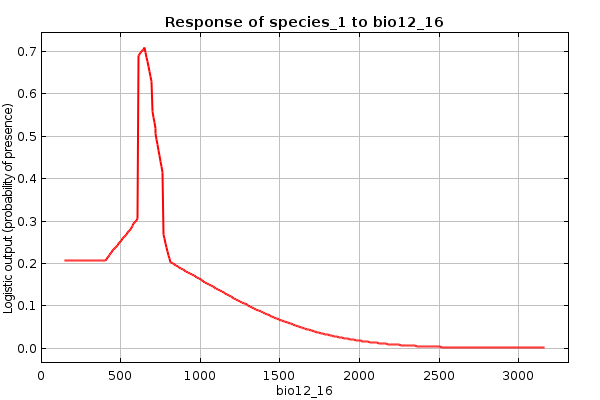 Response of species_1 to bio12_16
Logistic output (probability of presence)
0.7
0.6
0.5
0.4
0.3
0.2
0.1
0.0
0 500 1000 1500 2000 2500 3000
bio12_16